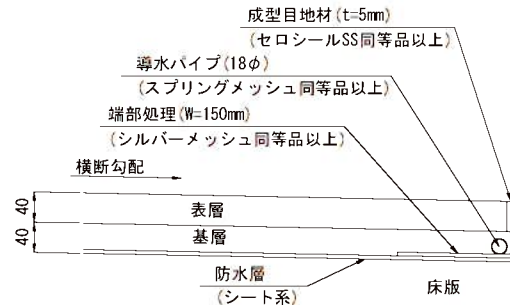 成型目地材(t=5mm)
(セロシールSS同等品以上)
導水パイプ(18φ)
(スプリングメッシュ同等品以上)
端部処理(W=150mm)
(シルバーメッシュ同等品以上)
横断勾配
40
表層
40
基層
防水層
(シート系)
床版